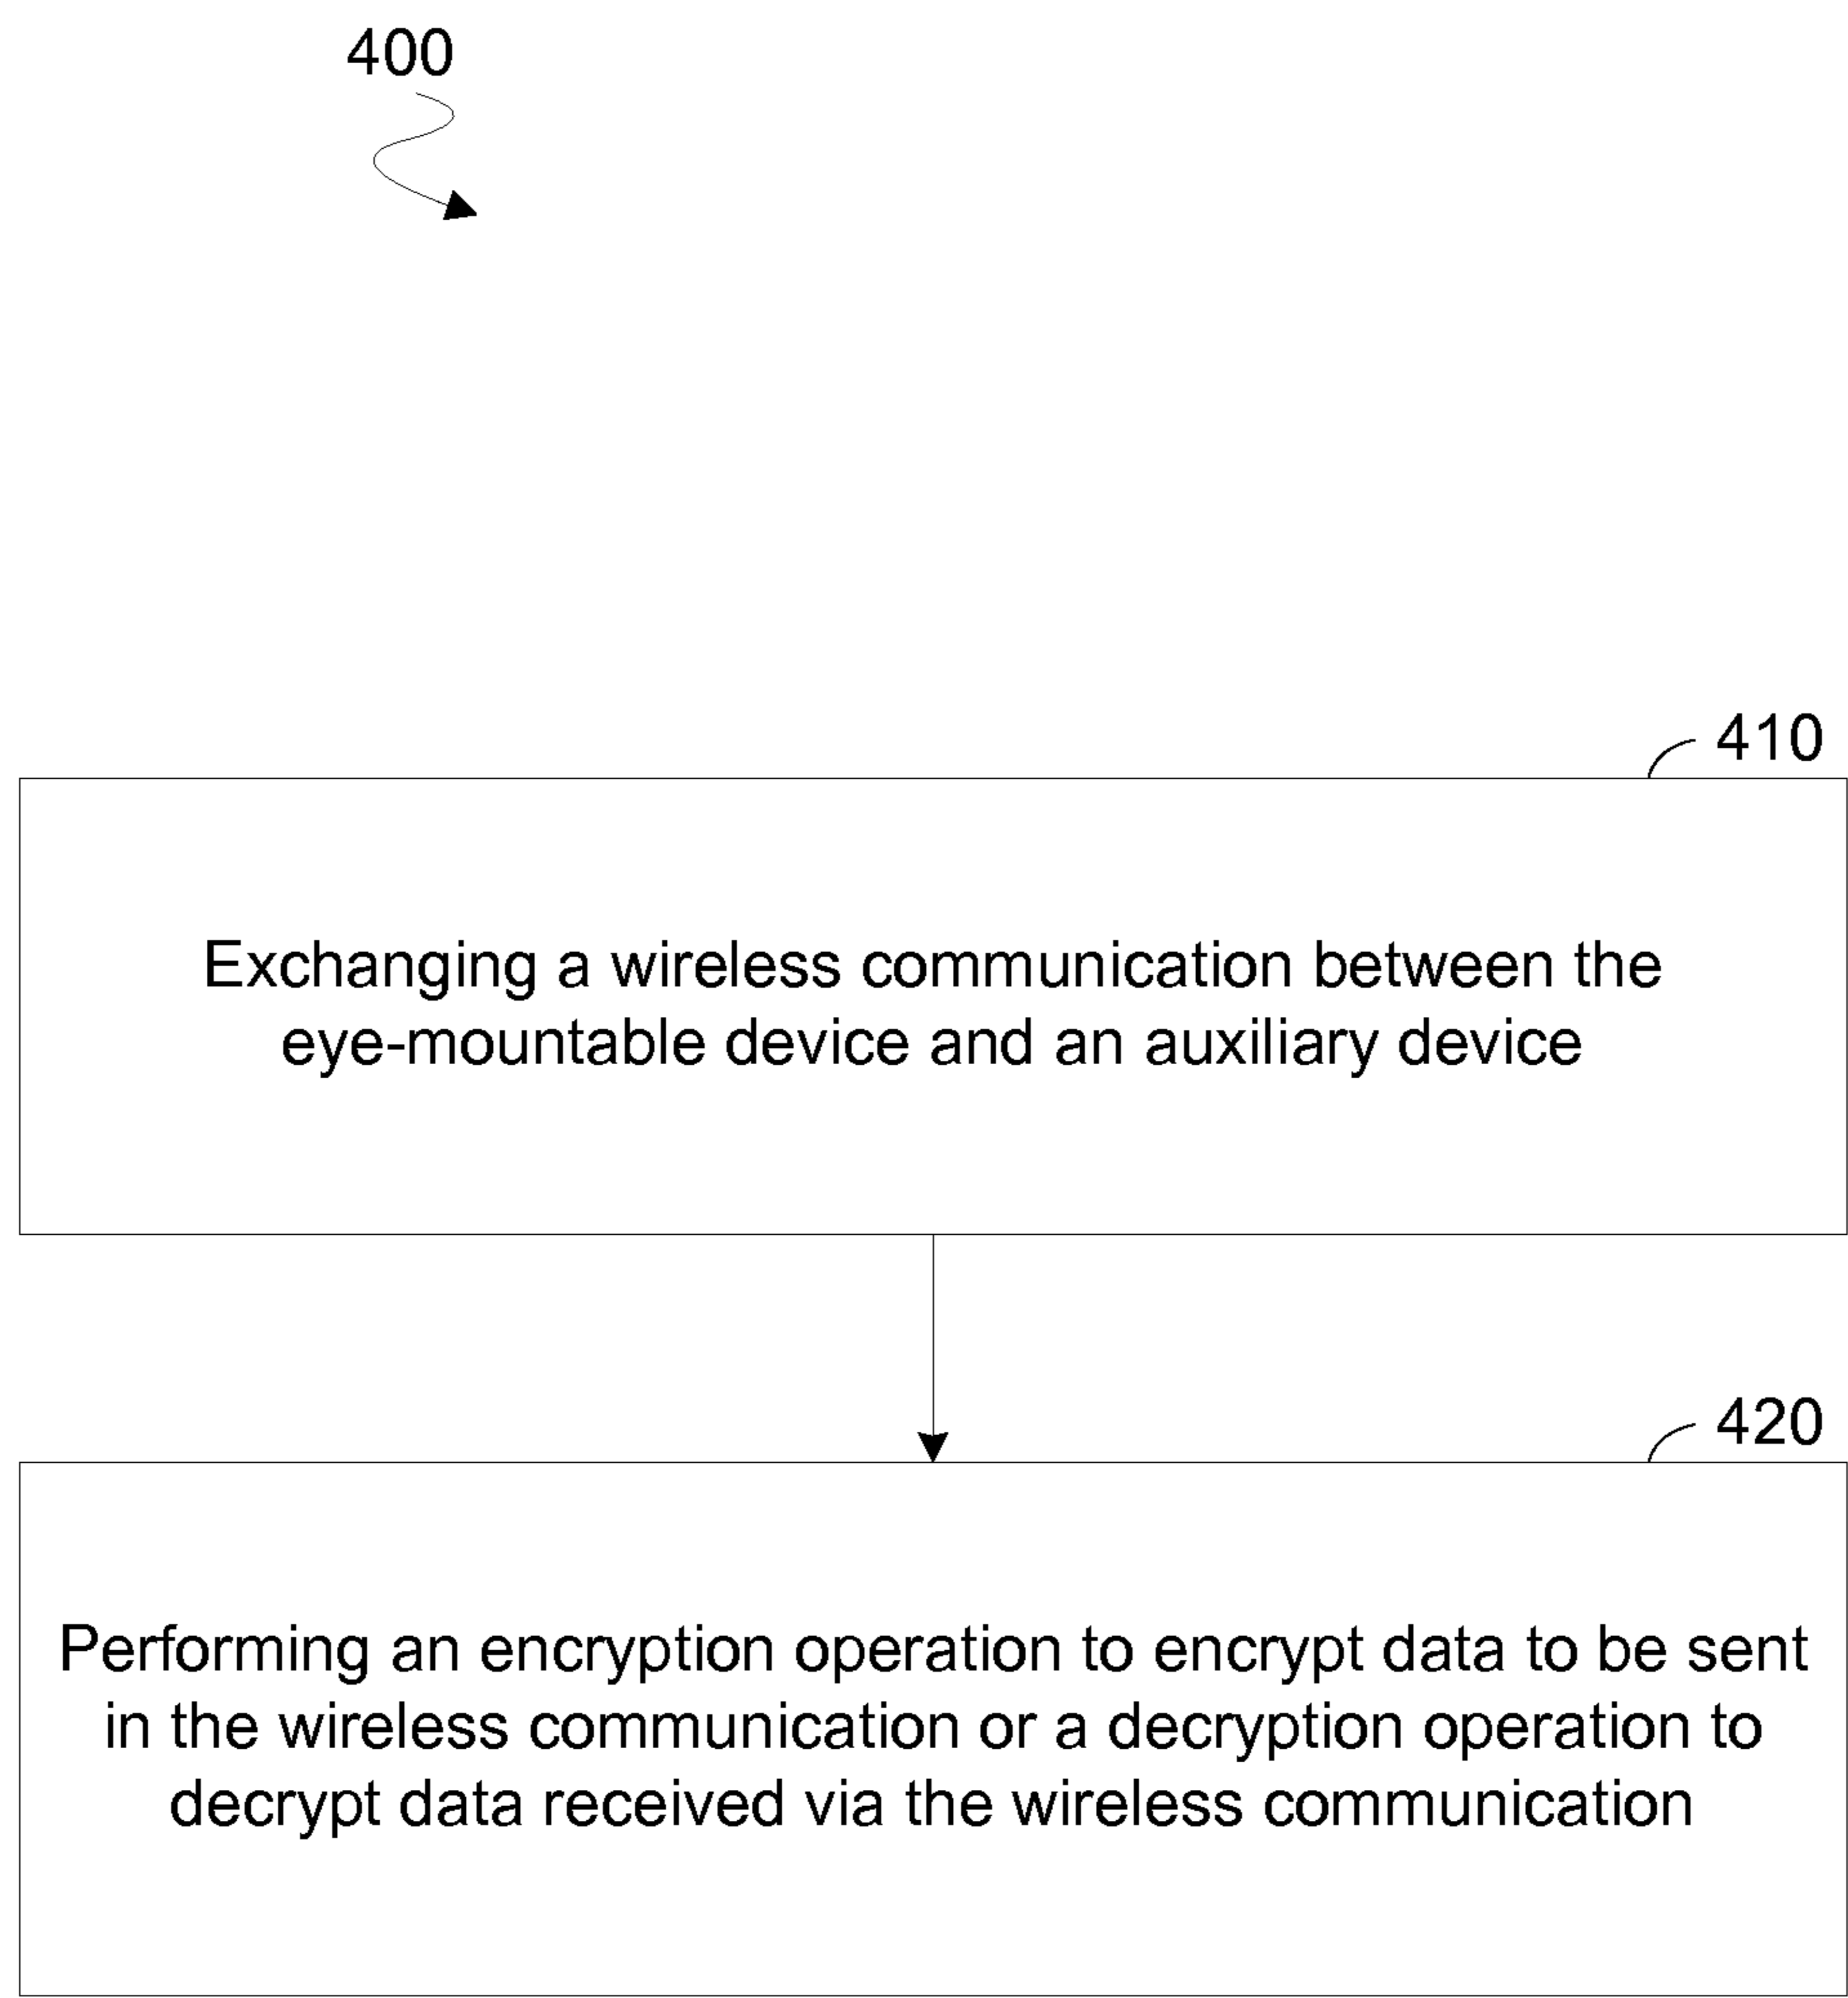 400
410
Exchanging a wireless communication between the
eye-mountable device and an auxiliary device
420
Performing an encryption operation to encrypt data to be sent
in the wireless communication or a decryption operation to
decrypt data received via the wireless communication